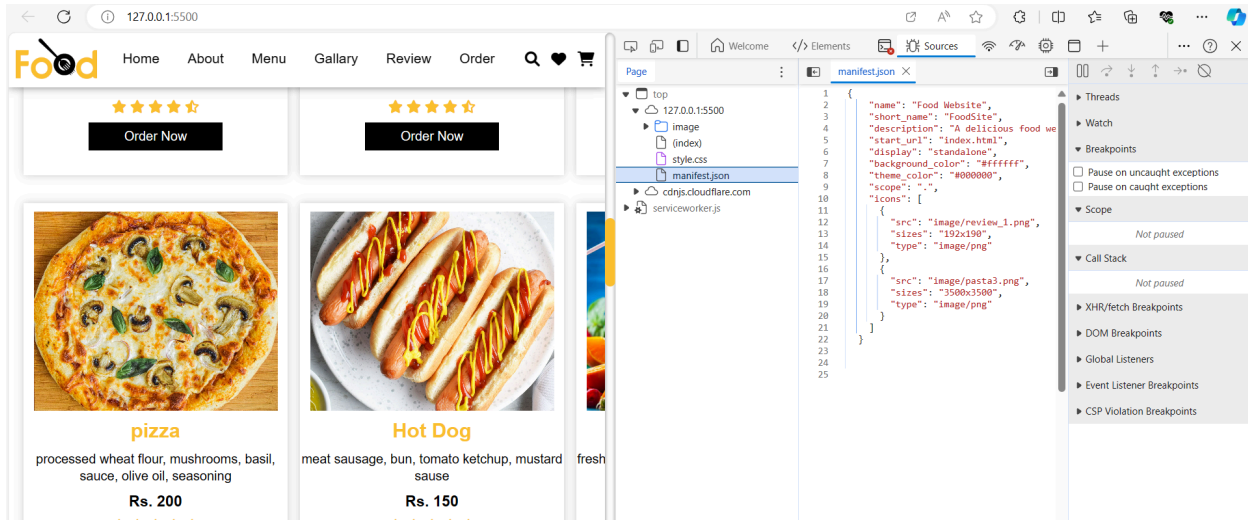 127.0.0.1:5500
Food
Home About Menu Gallary Review Order
Order Now
Order Now
pizza
processed wheat flour, mushrooms, basil,
sauce, olive oil, seasoning
Rs. 200
Hot Dog
meat sausage, bun, tomato ketchup, mustard
sause
Rs. 150
fresh
Welcome Elements Sources
Page
top
127.0.0.1:5500
image
(index)
style.css
manifest.json
cdnjs.cloudflare.com
serviceworker.js
manifest.json
1 {
2 "name": "Food Website",
3 "short_name": "FoodSite",
4 "description": "A delicious food we
5 "start_url": "index.html",
6 "display": "standalone",
7 "background_color": "#ffffff",
8 "theme_color": "#000000",
9 "scope": ".",
10 "icons": [
11 {
12 "src": "image/review_1.png",
13 "sizes": "192x190",
14 "type": "image/png"
15 },
16 {
17 "src": "image/pasta3.png",
18 "sizes": "3500x3500",
19 "type": "image/png"
20 }
21 ]
22 }
23
24
25
Threads
Watch
Breakpoints
Pause on uncaught exceptions
Pause on caught exceptions
Scope
Not paused
Call Stack
Not paused
XHR/fetch Breakpoints
DOM Breakpoints
Global Listeners
Event Listener Breakpoints
CSP Violation Breakpoints